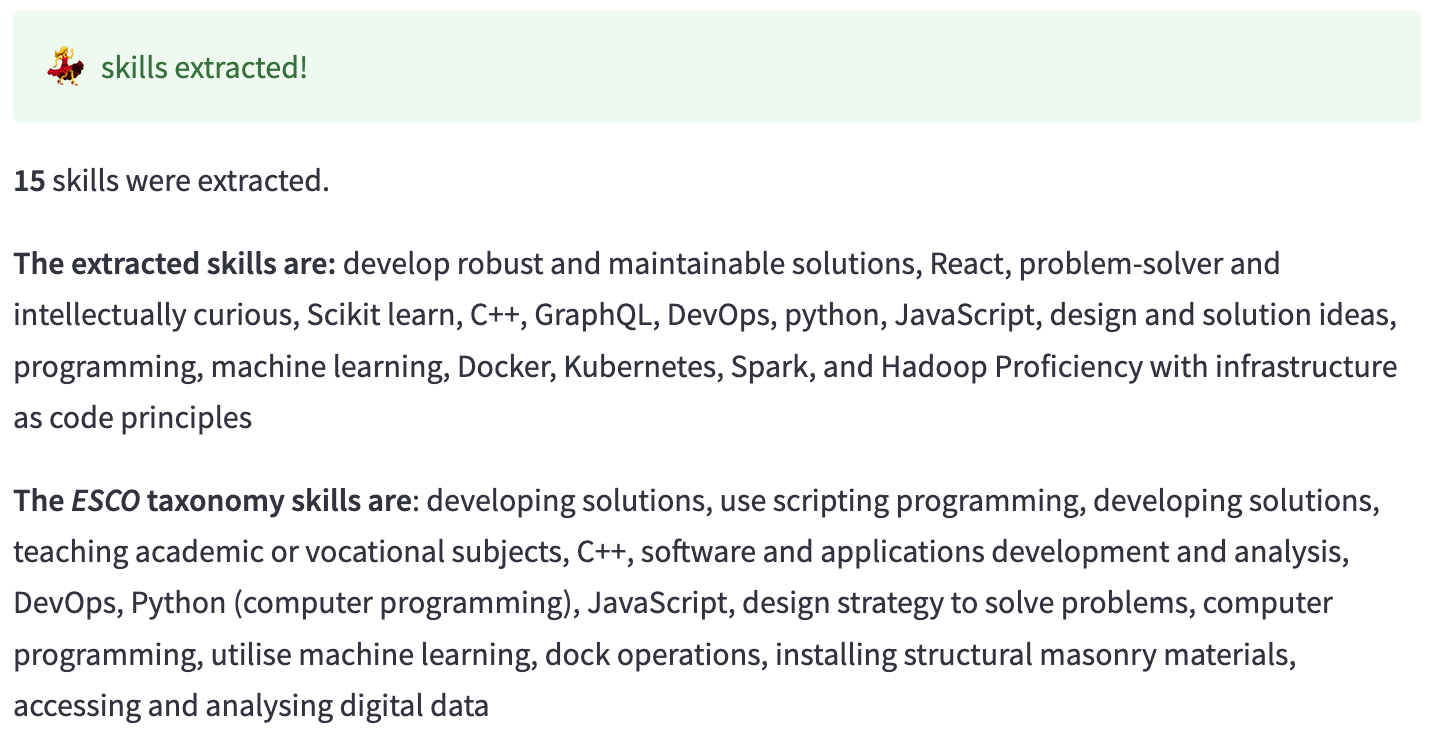 💃 skills extracted!
15 skills were extracted.
The extracted skills are: develop robust and maintainable solutions, React, problem-solver and
intellectually curious, Scikit learn, C++, GraphQL, DevOps, python, JavaScript, design and solution ideas,
programming, machine learning, Docker, Kubernetes, Spark, and Hadoop Proficiency with infrastructure
as code principles
The ESCO taxonomy skills are: developing solutions, use scripting programming, developing solutions,
teaching academic or vocational subjects, C++, software and applications development and analysis,
DevOps, Python (computer programming), JavaScript, design strategy to solve problems, computer
programming, utilise machine learning, dock operations, installing structural masonry materials,
accessing and analysing digital data